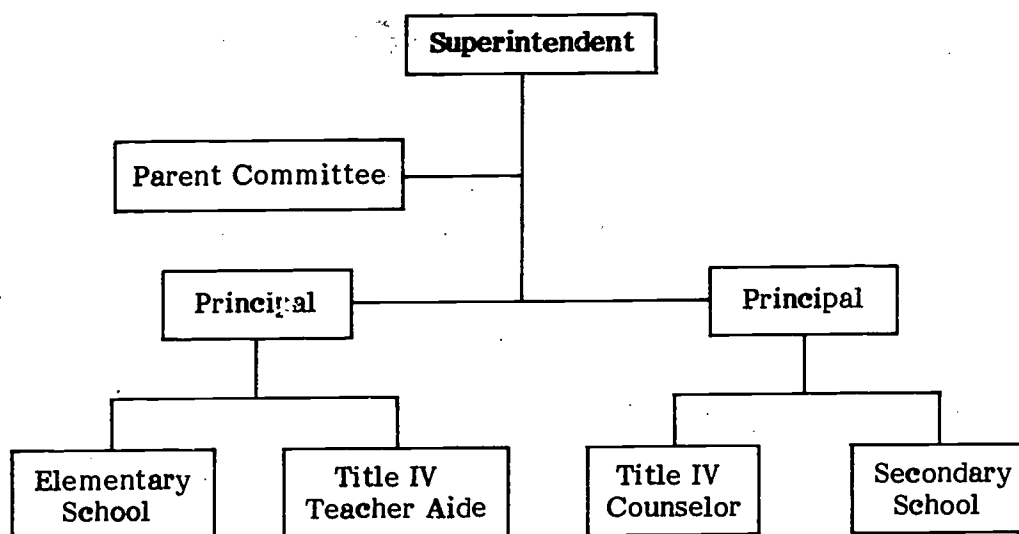 Superintendent
Parent Committee
Principal
Principal
Elementary
School
Title IV
Teacher Aide
Title IV
Counselor
Secondary
School